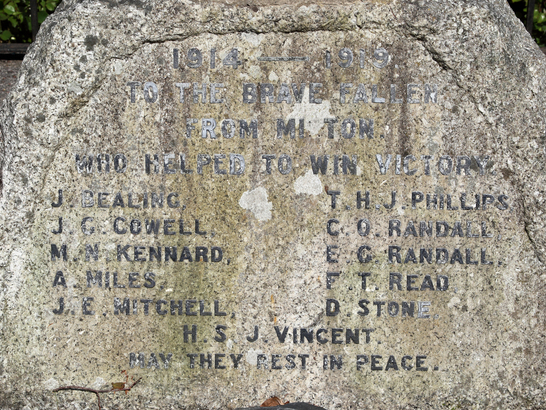 1914 — 1919
TO THE BRAVE FALLEN
FROM MILTON
WHO HELPED TO WIN VICTORY
J. BEALING. T. H. J. PHILLIPS
J. G. COWELL. C. O. RANDALL.
M. N. KENNARD. E. G. RANDALL.
A. MILES. F. T. READ
J. E. MITCHELL. D. STONE.
H. S. J. VINCENT.
MAY THEY REST IN PEACE.